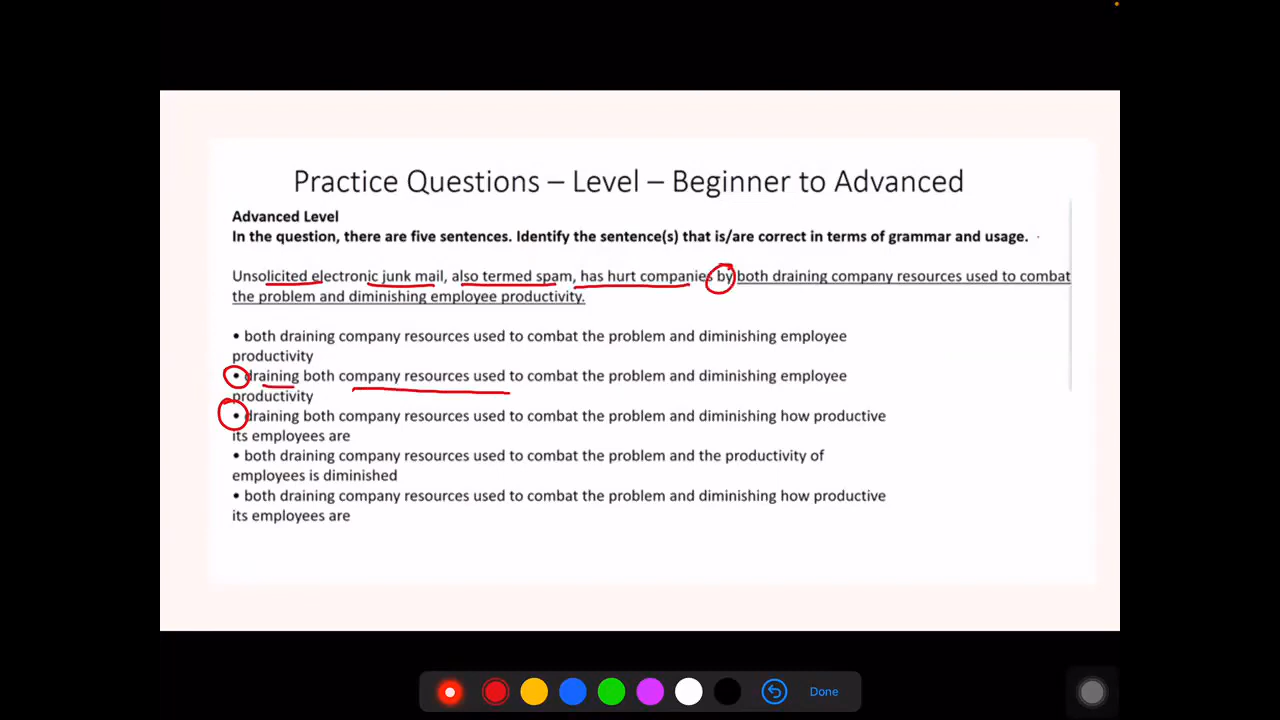 Practice Questions – Level – Beginner to Advanced
Advanced Level
In the question, there are five sentences. Identify the sentence(s) that is/are correct in terms of grammar and usage.
Unsolicited electronic junk mail, also termed spam, has hurt companies by both draining company resources used to combat
the problem and diminishing employee productivity.
• both draining company resources used to combat the problem and diminishing employee
productivity
• draining both company resources used to combat the problem and diminishing employee
productivity
• draining both company resources used to combat the problem and diminishing how productive
its employees are
• both draining company resources used to combat the problem and the productivity of
employees is diminished
• both draining company resources used to combat the problem and diminishing how productive
its employees are
Done